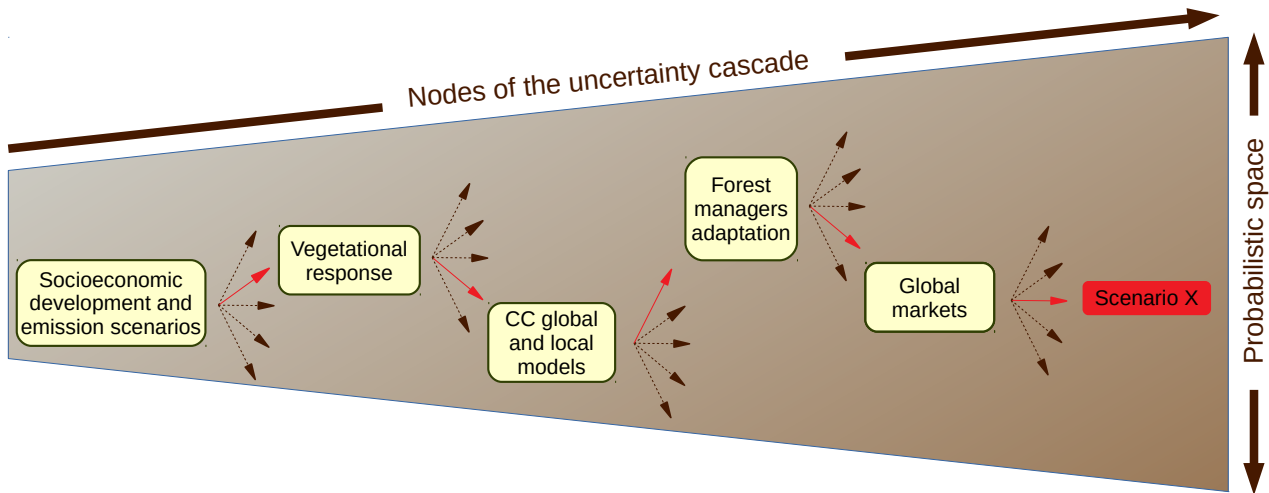 Nodes of the uncertainty cascade
Socioeconomic
development and
emission scenarios
Vegetational
response
CC global
and local
models
Forest
managers
adaptation
Global
markets
Scenario X
Probabilistic space